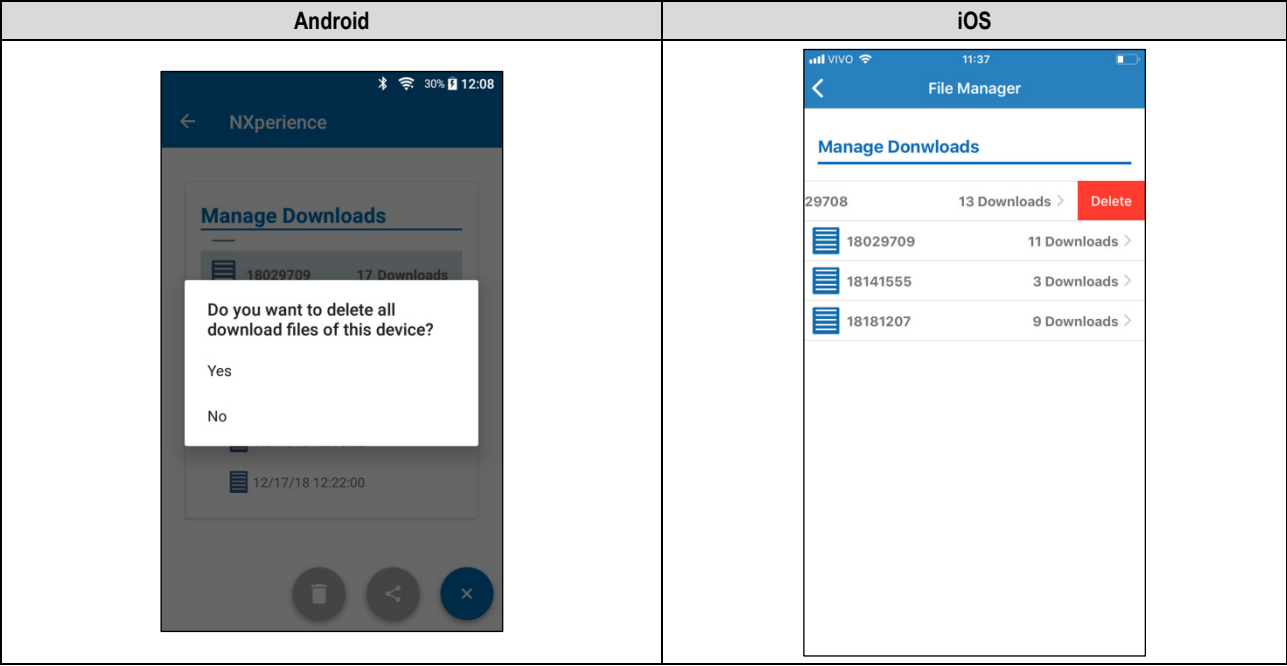 Android
iOS
30% 12:08
NXperience
Manage Downloads
18029709 17 Downloads
Do you want to delete all
download files of this device?
Yes
No
12/17/18 12:22:00
VIVO 11:37
File Manager
Manage Donwloads
29708 13 Downloads Delete
18029709 11 Downloads
18141555 3 Downloads
18181207 9 Downloads